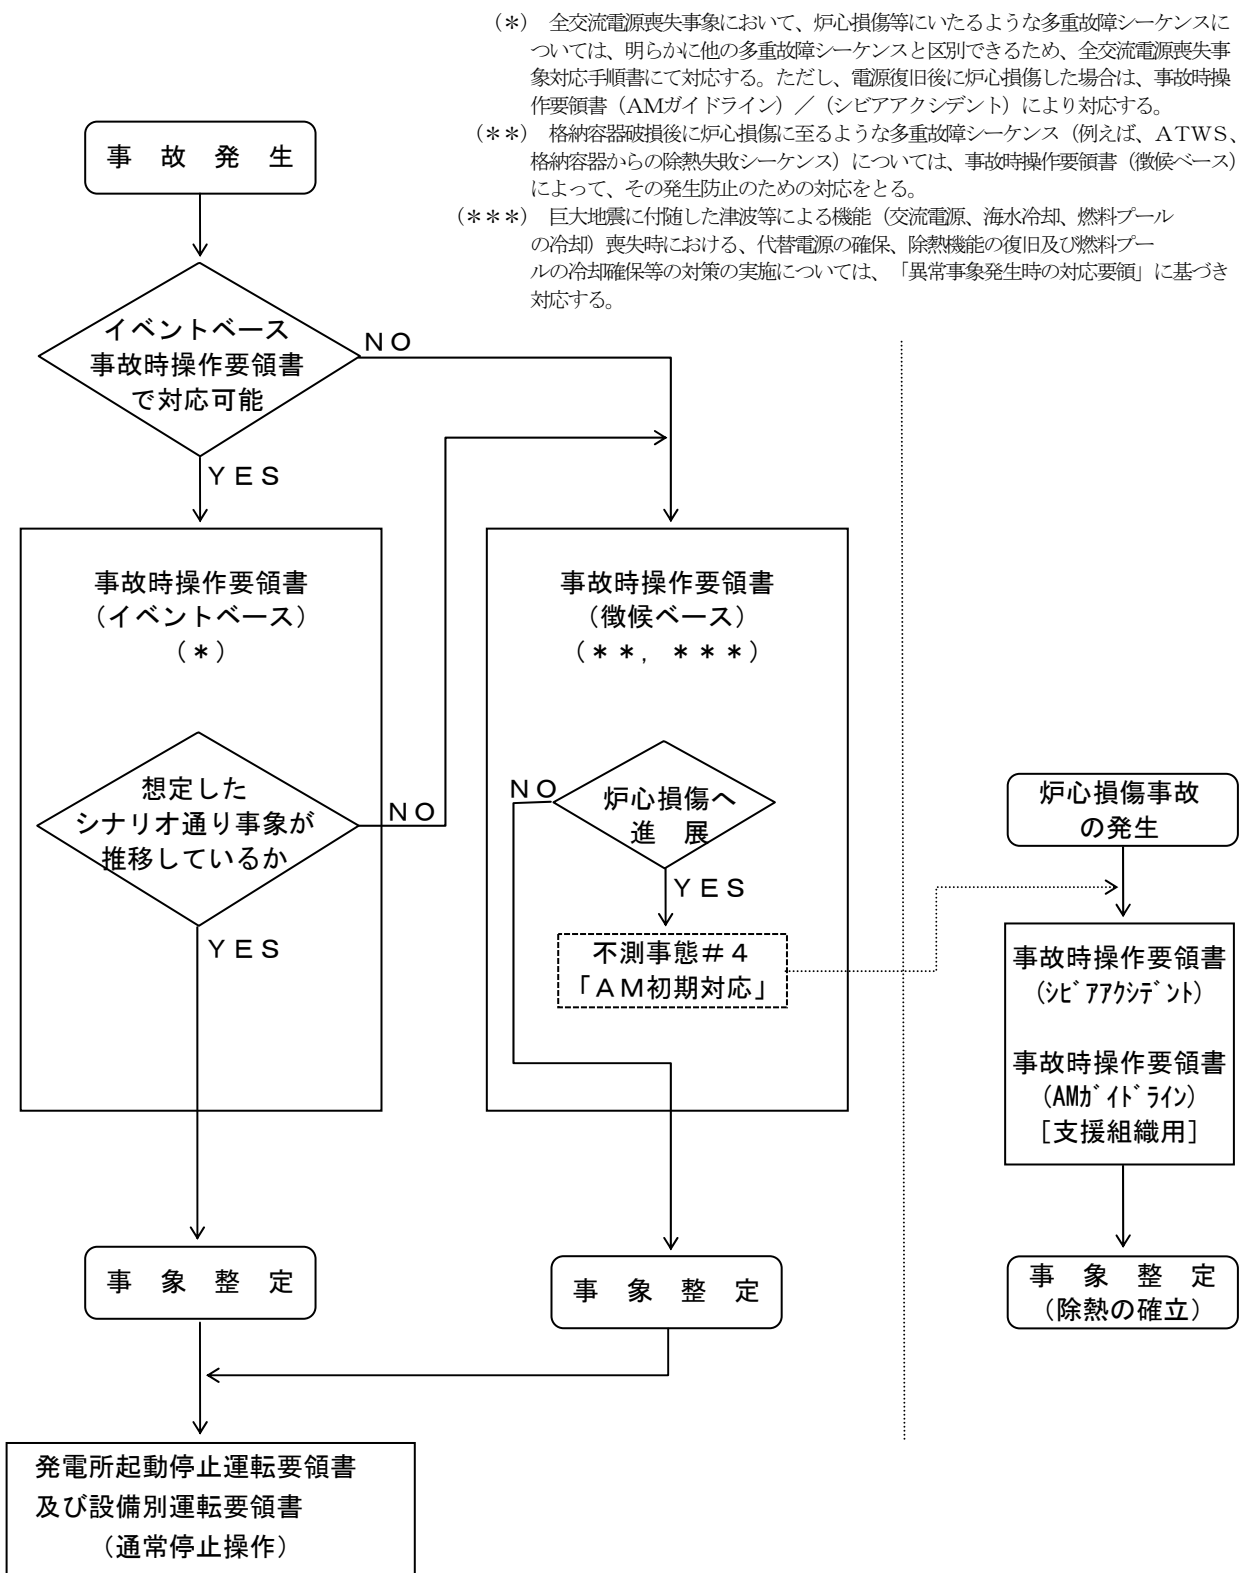 (*) 全交流電源喪失事象において、炉心損傷等にいたるような多重故障シーケンスに
ついては、明らかに他の多重故障シーケンスと区別できるため、全交流電源喪失事
象対応手順書にて対応する。ただし、電源復旧後に炉心損傷した場合は、事故時操
作要領書(AMガイドライン)/(シビアアクシデント)により対応する。
(**) 格納容器破損後に炉心損傷に至るような多重故障シーケンス(例えば、ATWS、
格納容器からの除熱失敗シーケンス)については、事故時操作要領書(徴候ベース)
によって、その発生防止のための対応をとる。
(***) 巨大地震に付随した津波等による機能(交流電源、海水冷却、燃料プール
の冷却)喪失時における、代替電源の確保、除熱機能の復旧及び燃料プー
ルの冷却確保等の対策の実施については、「異常事象発生時の対応要領」に基づき
対応する。
事 故 発 生
イベントベース
事故時操作要領書
で対応可能
NO
YES
事故時操作要領書
(イベントベース)
(*)
想定した
シナリオ通り事象が
推移しているか
NO
YES
事故時操作要領書
(徴候ベース)
(**, ***)
NO
炉心損傷へ
進 展
YES
不測事態#4
「AM初期対応」
炉心損傷事故
の発生
事故時操作要領書
(シビアアクシデント)
事故時操作要領書
(AMガイドライン)
[支援組織用]
事 象 整 定
事 象 整 定
事 象 整 定
(除熱の確立)
発電所起動停止運転要領書
及び設備別運転要領書
(通常停止操作)